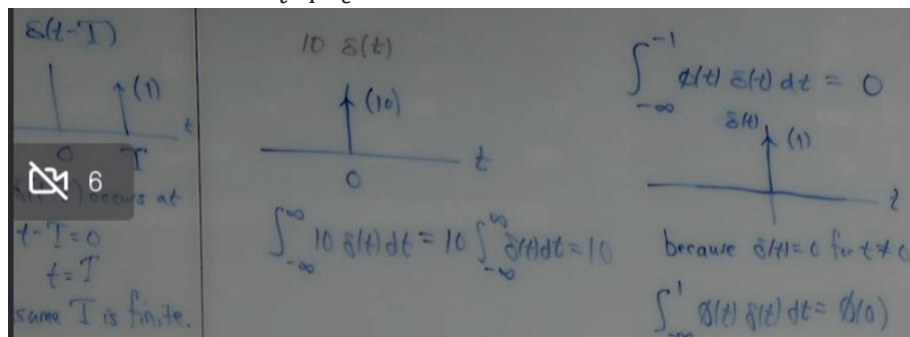 δ(t-T)
(1)
t
0 T
6
occurs at
t-T=0
t=T
T is finite.
10 δ(t)
(10)
t
0
∫_{-∞}^{∞} 10 δ(t) dt = 10 ∫_{-∞}^{∞} δ(t) dt = 10
∫_{-∞}^{-1} ϕ(t) δ(t) dt = 0
δ(t)
(1)
t
because δ(t)=0 for t≠0
∫_{-∞}^{1} ϕ(t) δ(t) dt = ϕ(0)